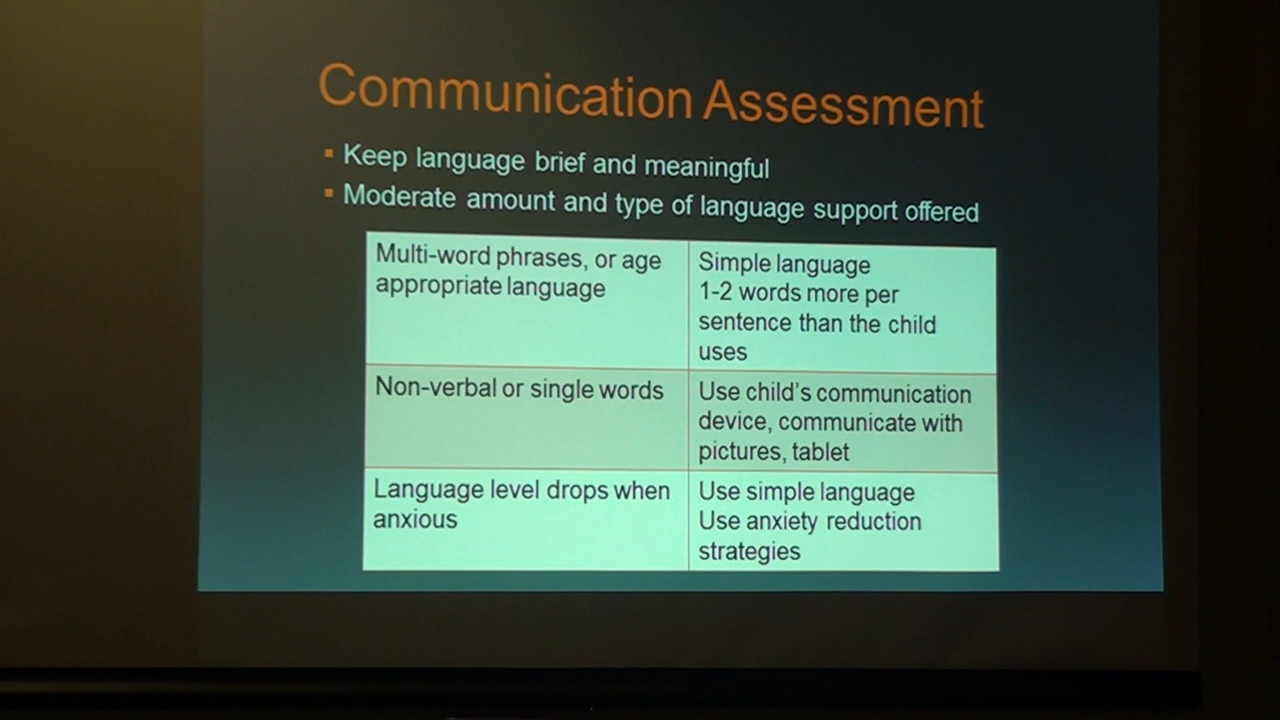 Communication Assessment
▪ Keep language brief and meaningful
▪ Moderate amount and type of language support offered
Multi-word phrases, or age
appropriate language
Simple language
1-2 words more per
sentence than the child
uses
Non-verbal or single words
Use child's communication
device, communicate with
pictures, tablet
Language level drops when
anxious
Use simple language
Use anxiety reduction
strategies